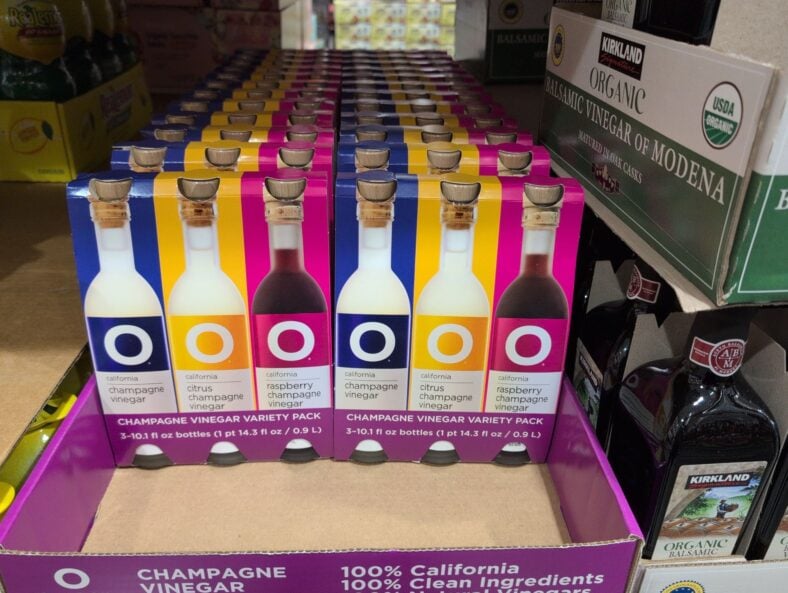 KIRKLAND
Signature
ORGANIC
BALSAMIC VINEGAR OF MODENA
MATURED IN OAK CASKS
USDA
ORGANIC
BALSAMIC
O
california
champagne
vinegar
O
california
citrus
champagne
vinegar
O
california
raspberry
champagne
vinegar
CHAMPAGNE VINEGAR VARIETY PACK
3-10.1 fl oz bottles (1 pt 14.3 fl oz / 0.9 L)
O
california
champagne
vinegar
O
california
citrus
champagne
vinegar
O
california
raspberry
champagne
vinegar
CHAMPAGNE VINEGAR VARIETY PACK
3-10.1 fl oz bottles (1 pt 14.3 fl oz / 0.9 L)
KIRKLAND
ORGANIC
BALSAMIC
O
CHAMPAGNE
VINEGAR
100% California
100% Clean Ingredients
100% Natural Vinegars